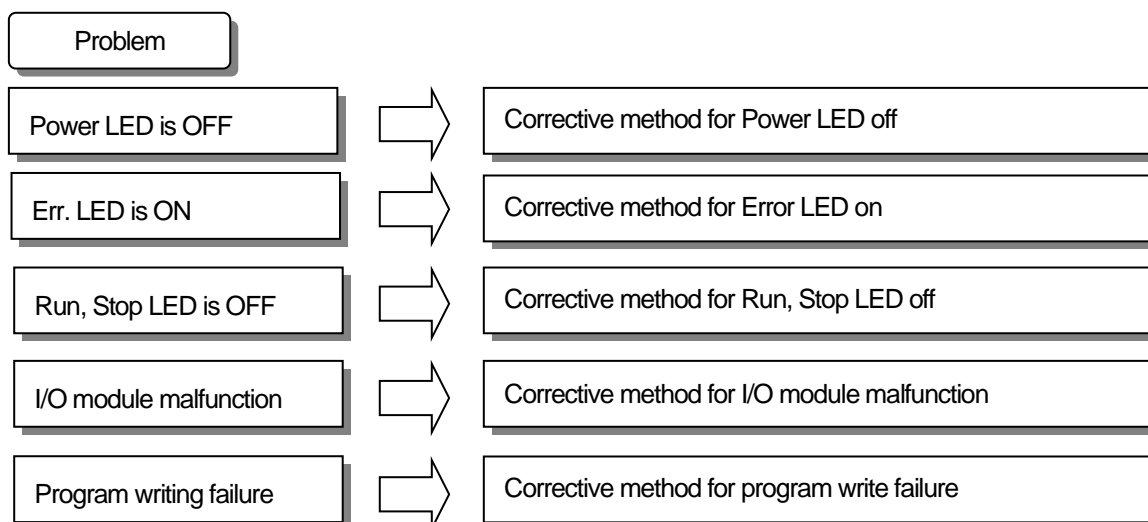 Problem
Power LED is OFF
Corrective method for Power LED off
Err. LED is ON
Corrective method for Error LED on
Run, Stop LED is OFF
Corrective method for Run, Stop LED off
I/O module malfunction
Corrective method for I/O module malfunction
Program writing failure
Corrective method for program write failure